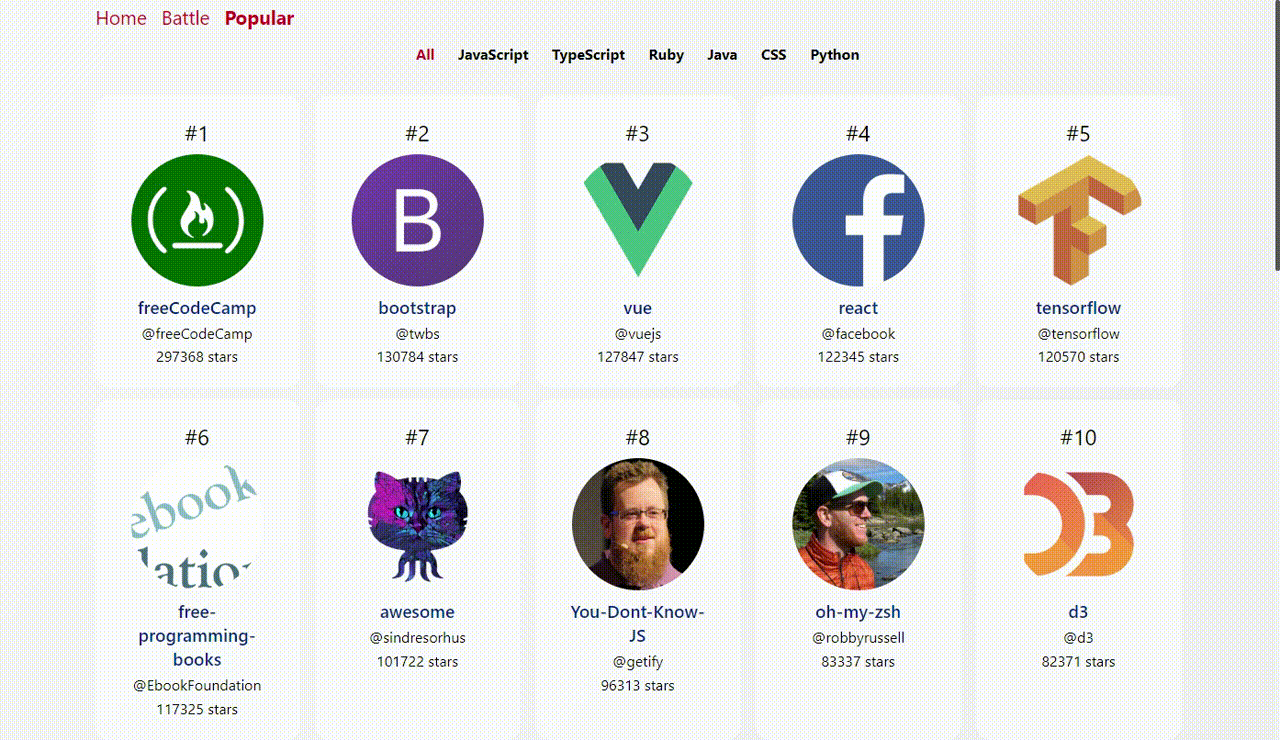 Home Battle Popular
All JavaScript TypeScript Ruby Java CSS Python
#1 #2 #3 #4 #5
B
freeCodeCamp bootstrap vue react tensorflow
@freeCodeCamp @twbs @vuejs @facebook @tensorflow
297368 stars 130784 stars 127847 stars 122345 stars 120570 stars
#6 #7 #8 #9 #10
ebook
latio
free-
programming-
books
@EbookFoundation
117325 stars
awesome
@sindresorhus
101722 stars
You-Dont-Know-
JS
@getify
96313 stars
oh-my-zsh
@robbyrussell
83337 stars
D3
d3
@d3
82371 stars